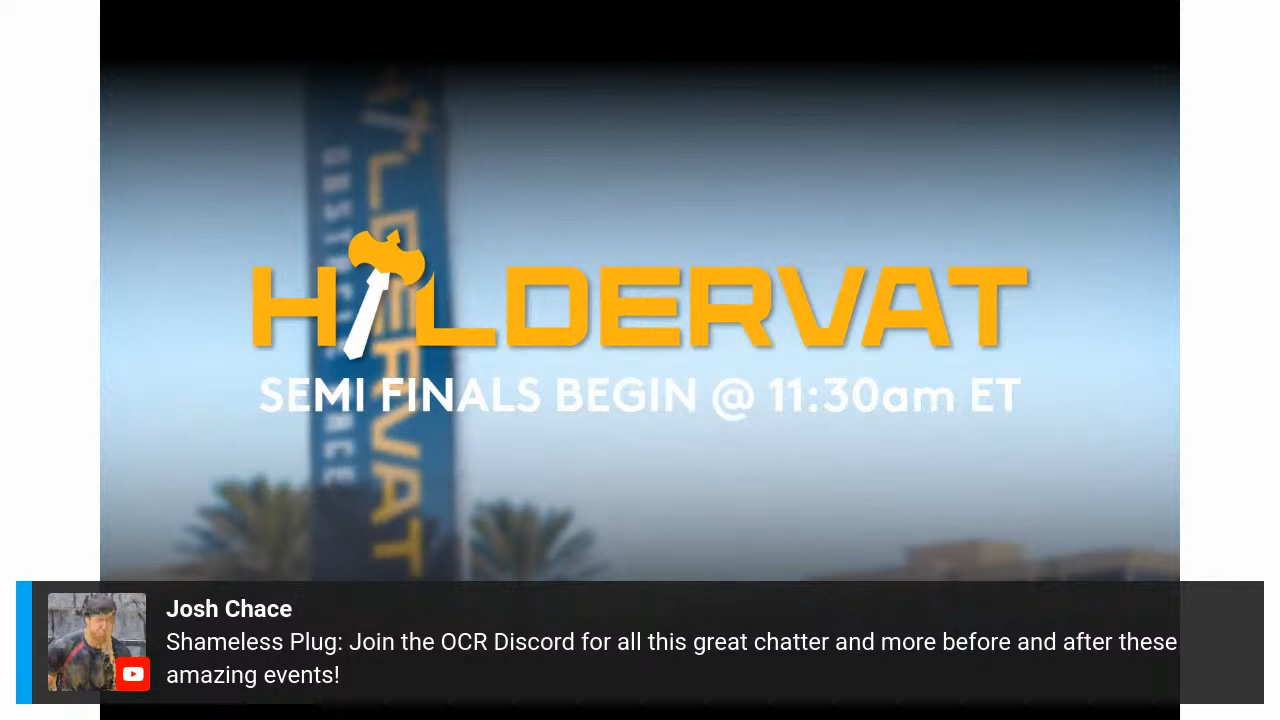 HILDERVAT
SEMI FINALS BEGIN @ 11:30am ET
Josh Chace
Shameless Plug: Join the OCR Discord for all this great chatter and more before and after these
amazing events!